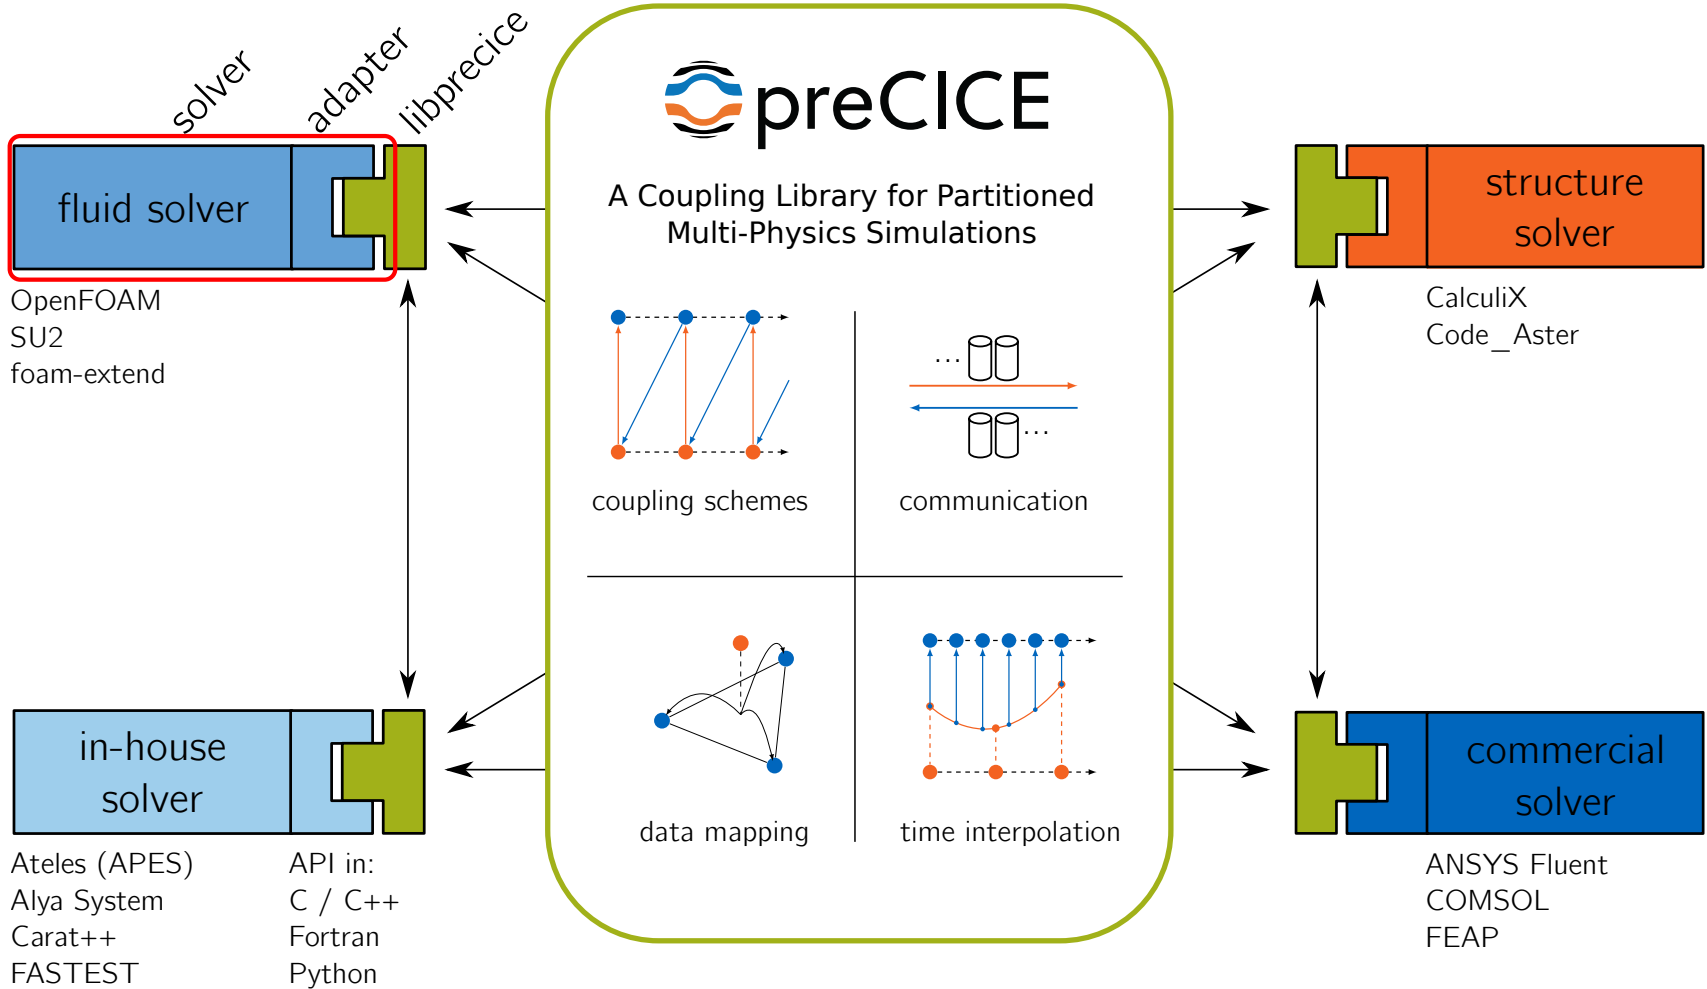 solver
adapter
libprecice
preCICE
A Coupling Library for Partitioned
Multi-Physics Simulations
fluid solver
OpenFOAM
SU2
foam-extend
structure
solver
CalculiX
Code_Aster
coupling schemes
...
...
communication
data mapping
time interpolation
in-house
solver
Ateles (APES)
Alya System
Carat++
FASTEST
API in:
C / C++
Fortran
Python
commercial
solver
ANSYS Fluent
COMSOL
FEAP